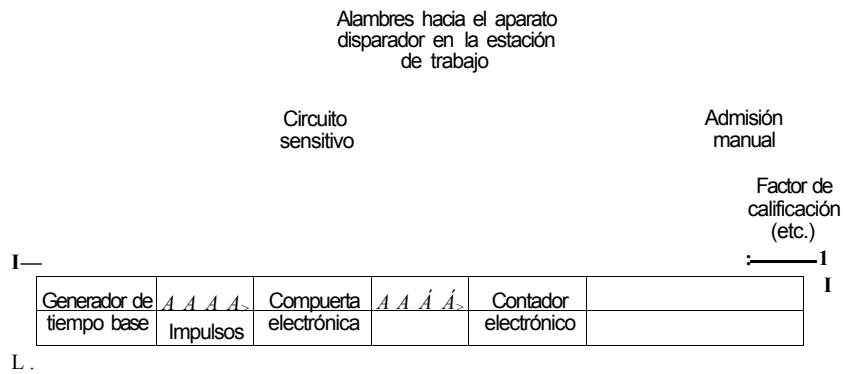 Alambres hacia el aparato
disparador en la estación
de trabajo
Circuito
sensitivo
Admisión
manual
Factor de
calificación
(etc.)
I—
:——1
I
Generador de
tiempo base
A A A A>
Impulsos
Compuerta
electrónica
A A Á Á>
Contador
electrónico
L .